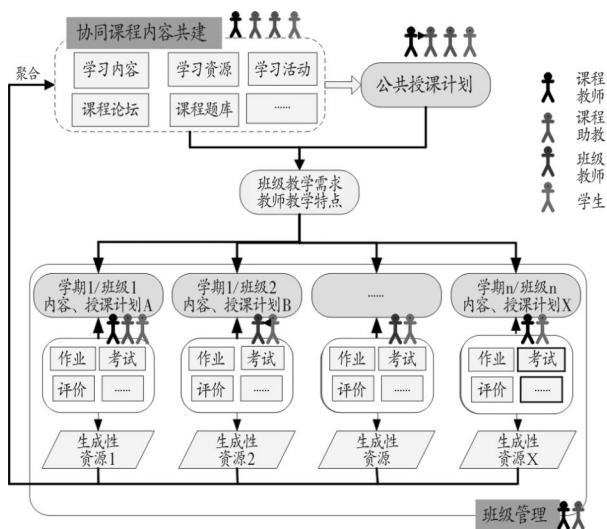 协同课程内容共建
聚合
学习内容
学习资源
学习活动
课程论坛
课程题库
……
公共授课计划
课程
教师
课程
助教
班级
教师
学生
班级教学需求
教师教学特点
学期1/班级1
内容、授课计划A
学期1/班级2
内容、授课计划B
……
学期n/班级n
内容、授课计划X
作业
考试
评价
……
作业
考试
评价
……
作业
考试
评价
……
作业
考试
评价
……
生成性
资源1
生成性
资源2
生成性
资源
生成性
资源X
班级管理